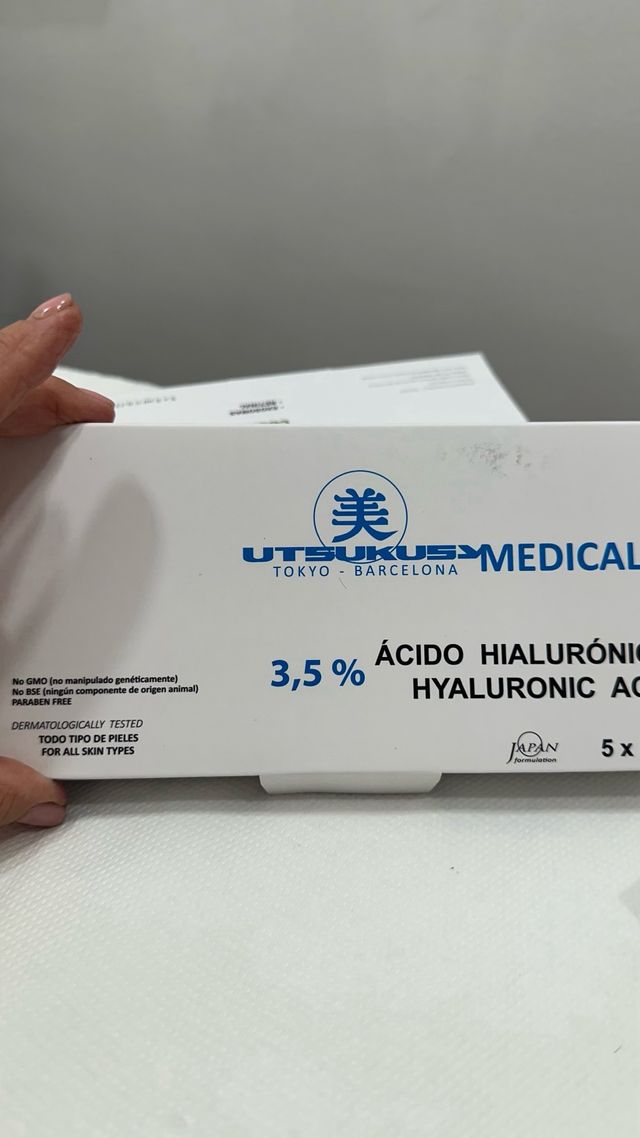 美
UTSUKUSY MEDICAL
TOKYO - BARCELONA
3,5 % ÁCIDO HIALURÓNIC
HYALURONIC AC
No GMO (no manipulado genéticamente)
No BSE (ningún componente de origen animal)
PARABEN FREE
DERMATOLOGICALLY TESTED
TODO TIPO DE PIELES
FOR ALL SKIN TYPES
JAPAN
formulation
5 x